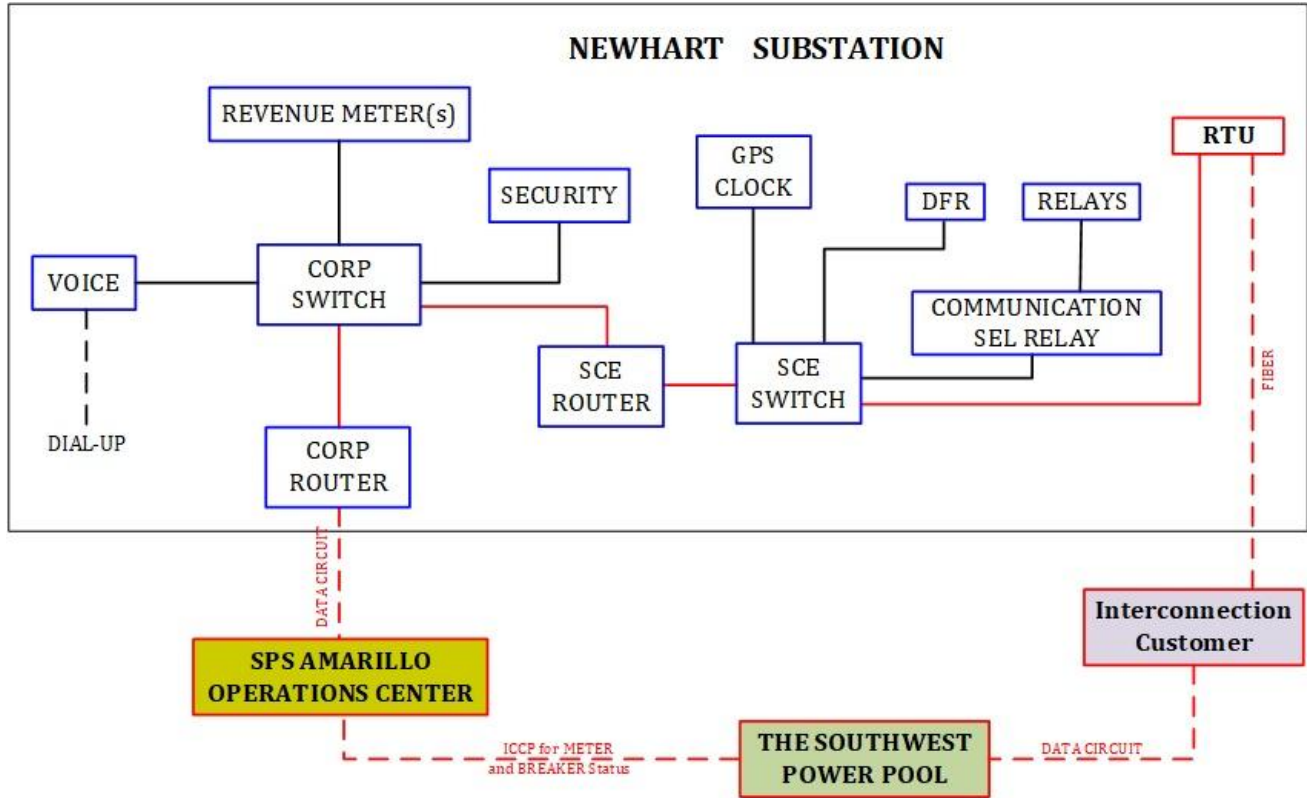 NEWHART SUBSTATION
REVENUE METER(s)
RTU
GPS
CLOCK
SECURITY
DFR
RELAYS
VOICE
CORP
SWITCH
COMMUNICATION
SEL RELAY
SCE
ROUTER
SCE
SWITCH
FIBER
DIAL-UP
CORP
ROUTER
DATA CIRCUIT
Interconnection
Customer
SPS AMARILLO
OPERATIONS CENTER
ICCP for METER
and BREAKER Status
THE SOUTHWEST
POWER POOL
DATA CIRCUIT